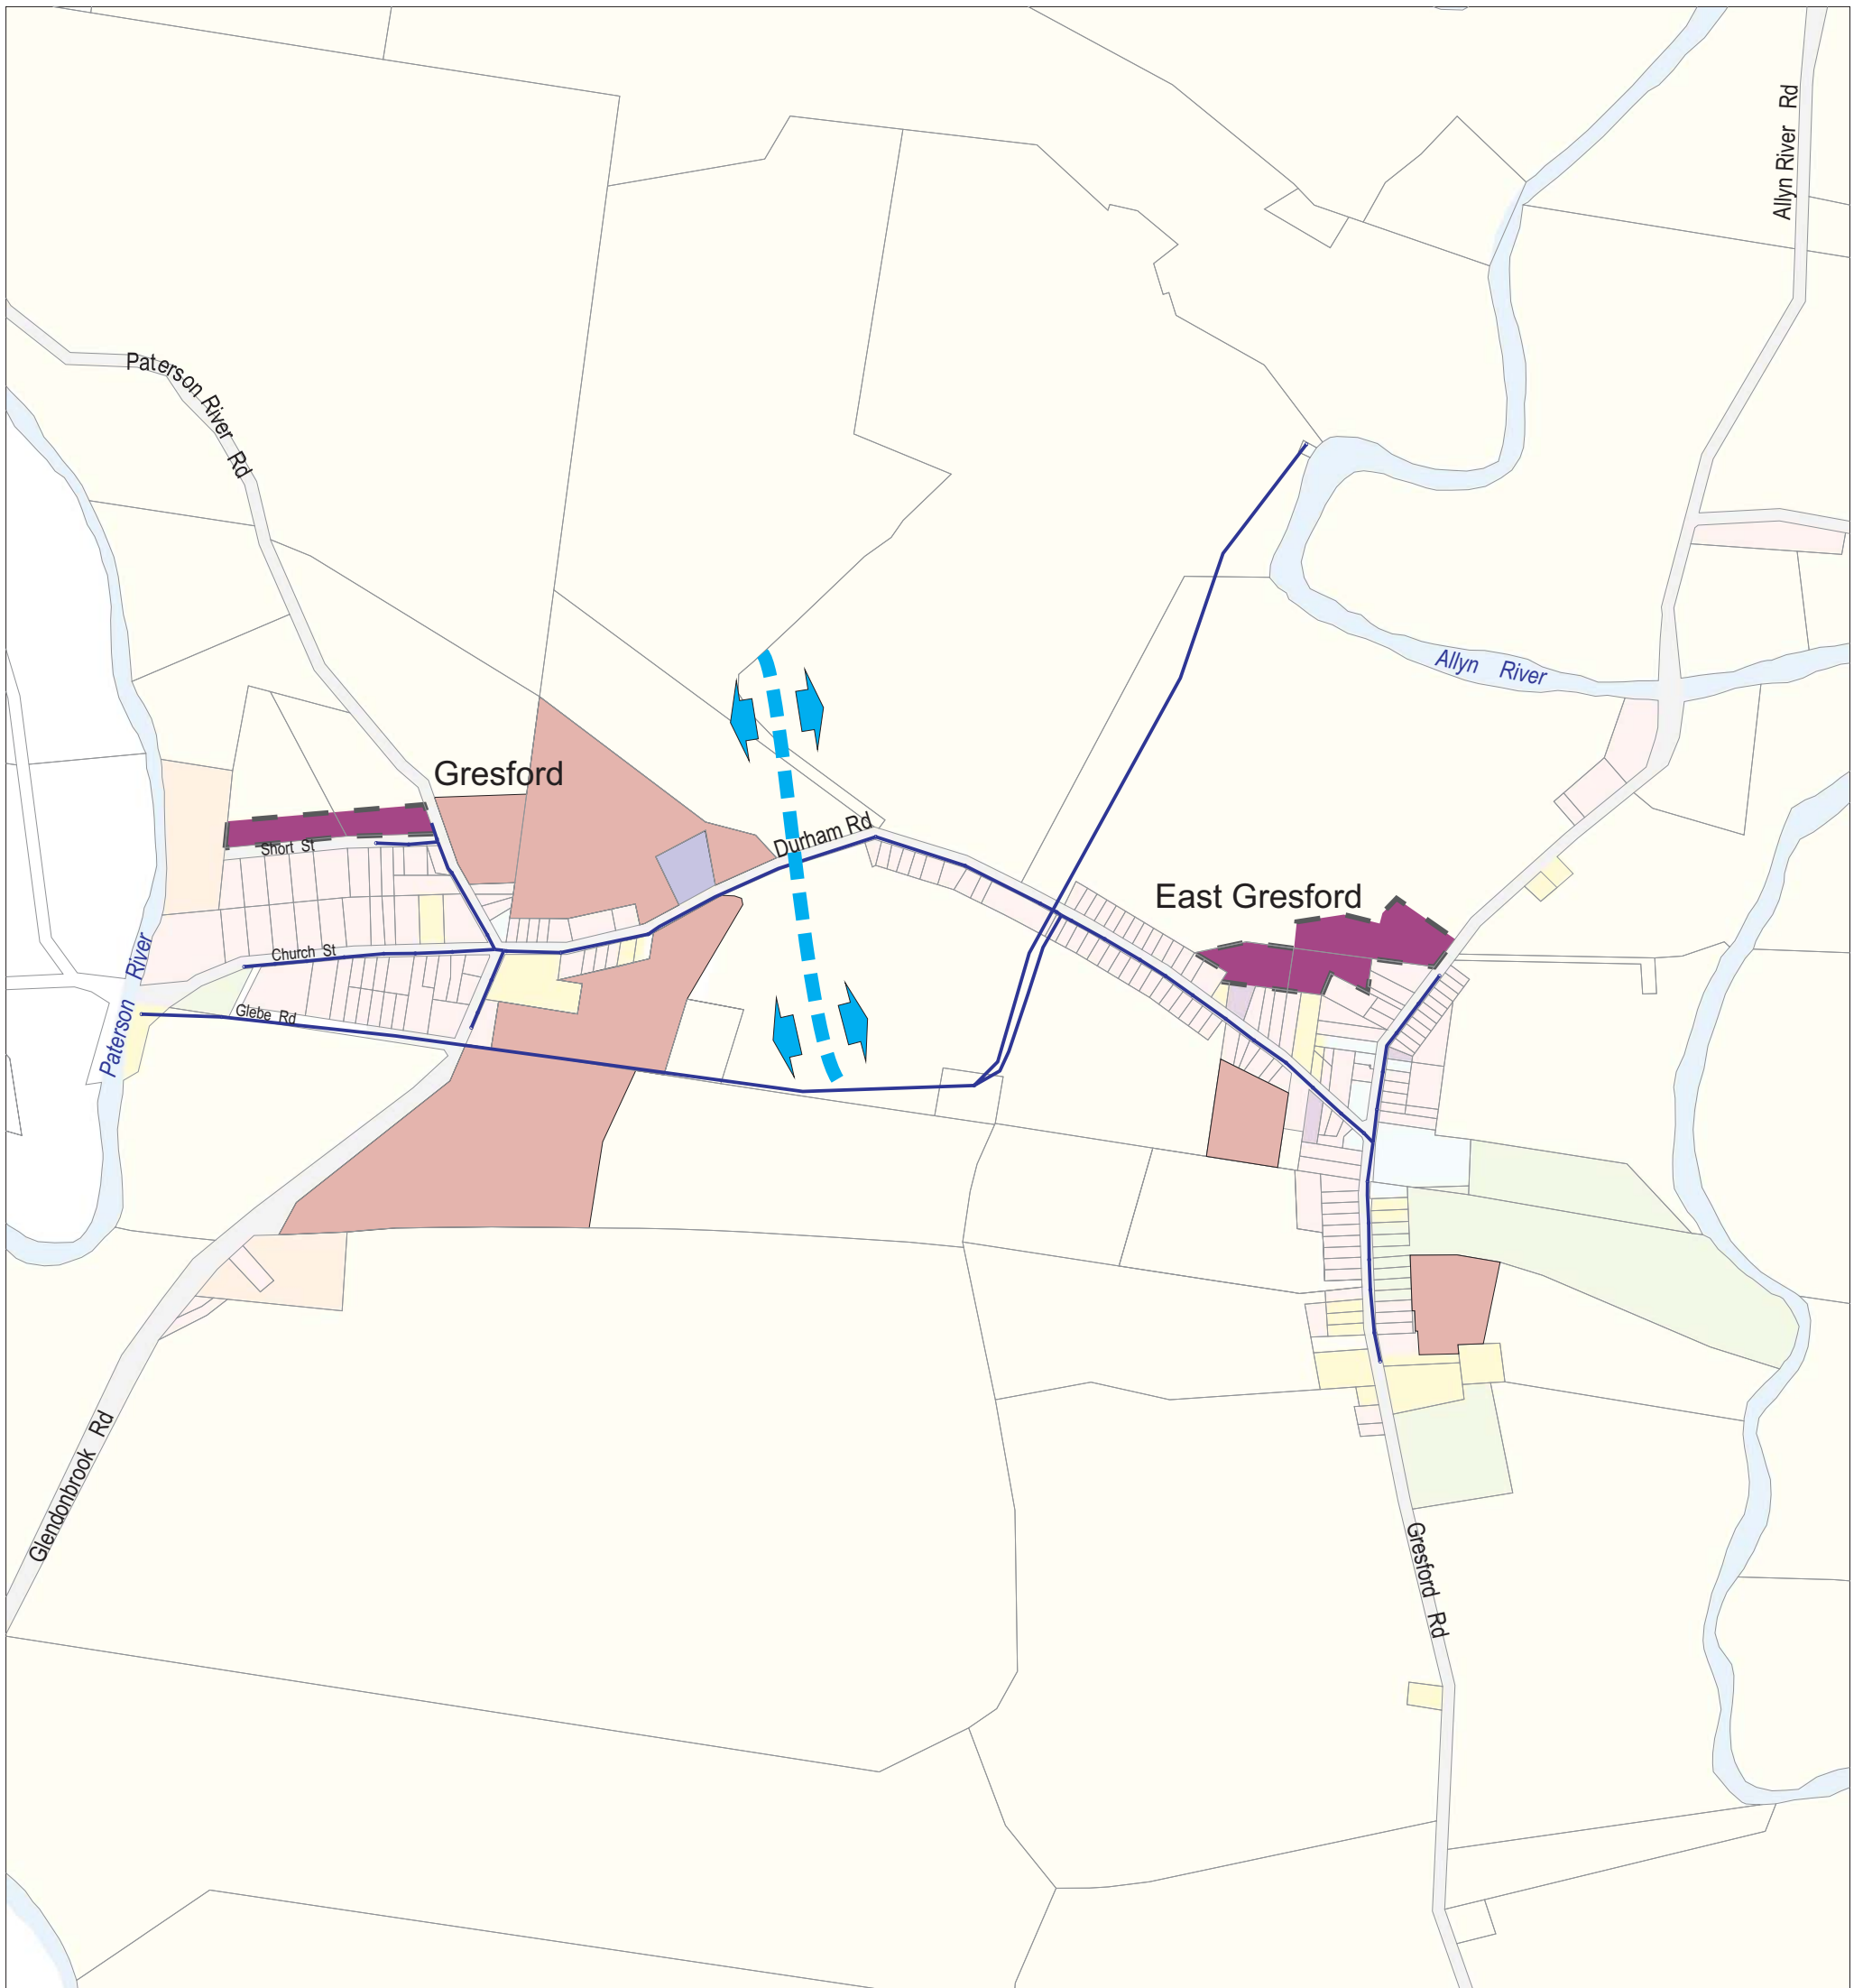 Allyn River Rd
Paterson River Rd
Allyn River
Gresford
Durham Rd
Short St
East Gresford
Church St
Paterson River
Glebe Rd
Glendonbrook Rd
Gresford Rd